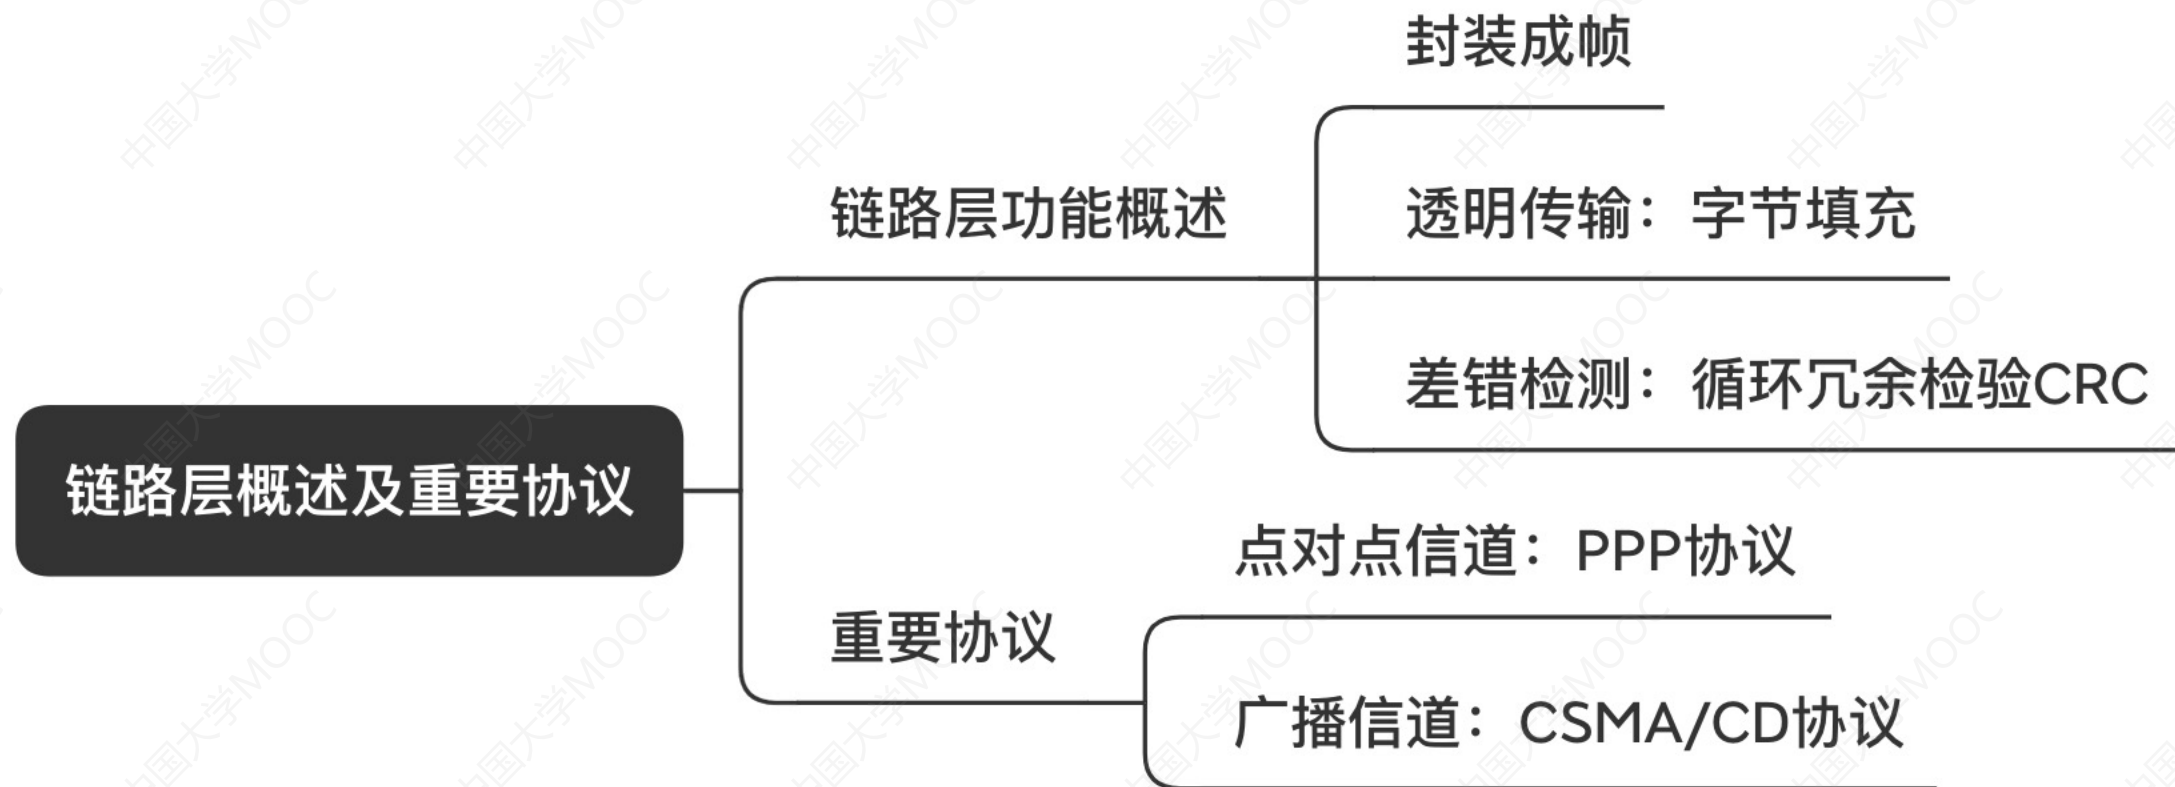 封装成帧
链路层功能概述
透明传输：字节填充
差错检测：循环冗余检验CRC
链路层概述及重要协议
点对点信道：PPP协议
重要协议
广播信道：CSMA/CD协议
中国大学MOOC